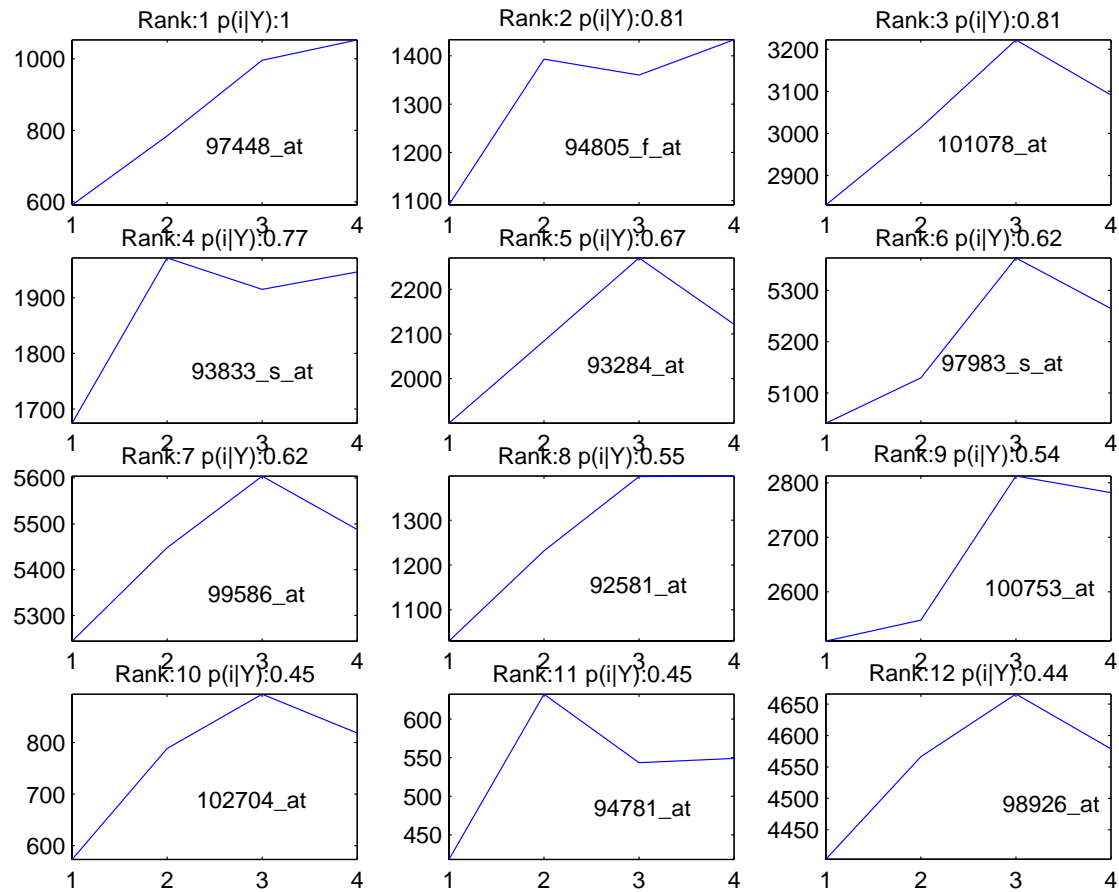 Rank:1 p(i|Y):1
1000
800
600
97448_at
1 2 3 4
Rank:2 p(i|Y):0.81
1400
1300
1200
1100
94805_f_at
1 2 3 4
Rank:3 p(i|Y):0.81
3200
3100
3000
2900
101078_at
1 2 3 4
Rank:4 p(i|Y):0.77
1900
1800
1700
93833_s_at
1 2 3 4
Rank:5 p(i|Y):0.67
2200
2100
2000
93284_at
1 2 3 4
Rank:6 p(i|Y):0.62
5300
5200
5100
97983_s_at
1 2 3 4
Rank:7 p(i|Y):0.62
5600
5500
5400
5300
99586_at
1 2 3 4
Rank:8 p(i|Y):0.55
1300
1200
1100
92581_at
1 2 3 4
Rank:9 p(i|Y):0.54
2800
2700
2600
100753_at
1 2 3 4
Rank:10 p(i|Y):0.45
800
700
600
102704_at
1 2 3 4
Rank:11 p(i|Y):0.45
600
550
500
450
94781_at
1 2 3 4
Rank:12 p(i|Y):0.44
4650
4600
4550
4500
4450
98926_at
1 2 3 4